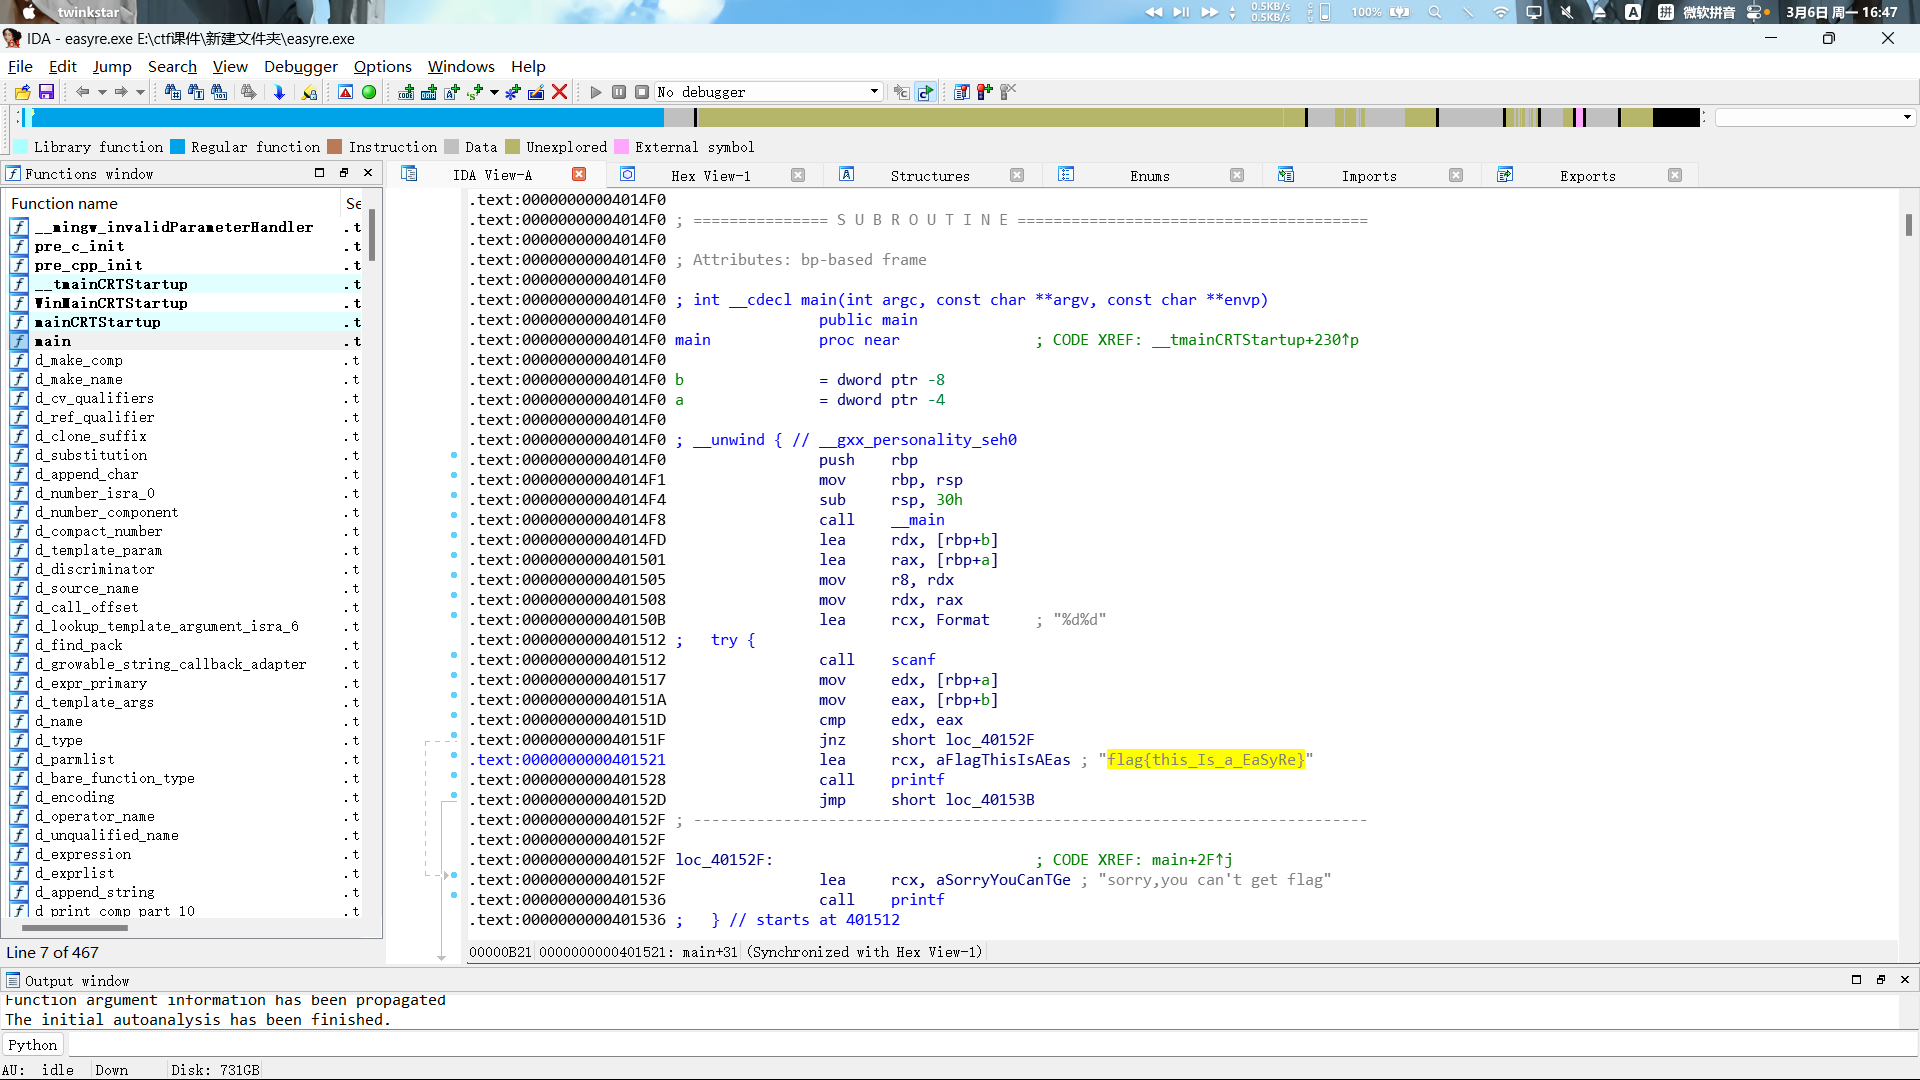 twinkstar
0.5KB/s
0.5KB/s
100%
A
拼 微软拼音
3月6日 周一 16:47
IDA - easyre.exe E:\ctf课件\新建文件夹\easyre.exe
File Edit Jump Search View Debugger Options Windows Help
No debugger
Library function Regular function Instruction Data Unexplored External symbol
Functions window
IDA View-A Hex View-1 Structures Enums Imports Exports
Function name Se
__mingw_invalidParameterHandler .t
pre_c_init .t
pre_cpp_init .t
__tmainCRTStartup .t
WinMainCRTStartup .t
mainCRTStartup .t
main .t
d_make_comp .t
d_make_name .t
d_cv_qualifiers .t
d_ref_qualifier .t
d_clone_suffix .t
d_substitution .t
d_append_char .t
d_number_isra_0 .t
d_number_component .t
d_compact_number .t
d_template_param .t
d_discriminator .t
d_source_name .t
d_call_offset .t
d_lookup_template_argument_isra_6 .t
d_find_pack .t
d_growable_string_callback_adapter .t
d_expr_primary .t
d_template_args .t
d_name .t
d_type .t
d_parmlist .t
d_bare_function_type .t
d_encoding .t
d_operator_name .t
d_unqualified_name .t
d_expression .t
d_exprlist .t
d_append_string .t
d_print_comp_part_10 .t
Line 7 of 467
.text:00000000004014F0
.text:00000000004014F0 ; =============== S U B R O U T I N E =======================================
.text:00000000004014F0
.text:00000000004014F0 ; Attributes: bp-based frame
.text:00000000004014F0
.text:00000000004014F0 ; int __cdecl main(int argc, const char **argv, const char **envp)
.text:00000000004014F0 public main
.text:00000000004014F0 main proc near ; CODE XREF: __tmainCRTStartup+230↑p
.text:00000000004014F0
.text:00000000004014F0 b = dword ptr -8
.text:00000000004014F0 a = dword ptr -4
.text:00000000004014F0
.text:00000000004014F0 ; __unwind { // __gxx_personality_seh0
.text:00000000004014F0 push rbp
.text:00000000004014F1 mov rbp, rsp
.text:00000000004014F4 sub rsp, 30h
.text:00000000004014F8 call __main
.text:00000000004014FD lea rdx, [rbp+b]
.text:0000000000401501 lea rax, [rbp+a]
.text:0000000000401505 mov r8, rdx
.text:0000000000401508 mov rdx, rax
.text:000000000040150B lea rcx, Format ; "%d%d"
.text:0000000000401512 ; try {
.text:0000000000401512 call scanf
.text:0000000000401517 mov edx, [rbp+a]
.text:000000000040151A mov eax, [rbp+b]
.text:000000000040151D cmp edx, eax
.text:000000000040151F jnz short loc_40152F
.text:0000000000401521 lea rcx, aFlagThisIsAEas ; "flag{this_Is_a_EaSyRe}"
.text:0000000000401528 call printf
.text:000000000040152D jmp short loc_40153B
.text:000000000040152F ; ---------------------------------------------------------------------------
.text:000000000040152F
.text:000000000040152F loc_40152F: ; CODE XREF: main+2F↑j
.text:000000000040152F lea rcx, aSorryYouCanTGe ; "sorry,you can't get flag"
.text:0000000000401536 call printf
.text:0000000000401536 ; } // starts at 401512
00000B21 0000000000401521: main+31 (Synchronized with Hex View-1)
Output window
Function argument information has been propagated
The initial autoanalysis has been finished.
Python
AU: idle Down Disk: 731GB